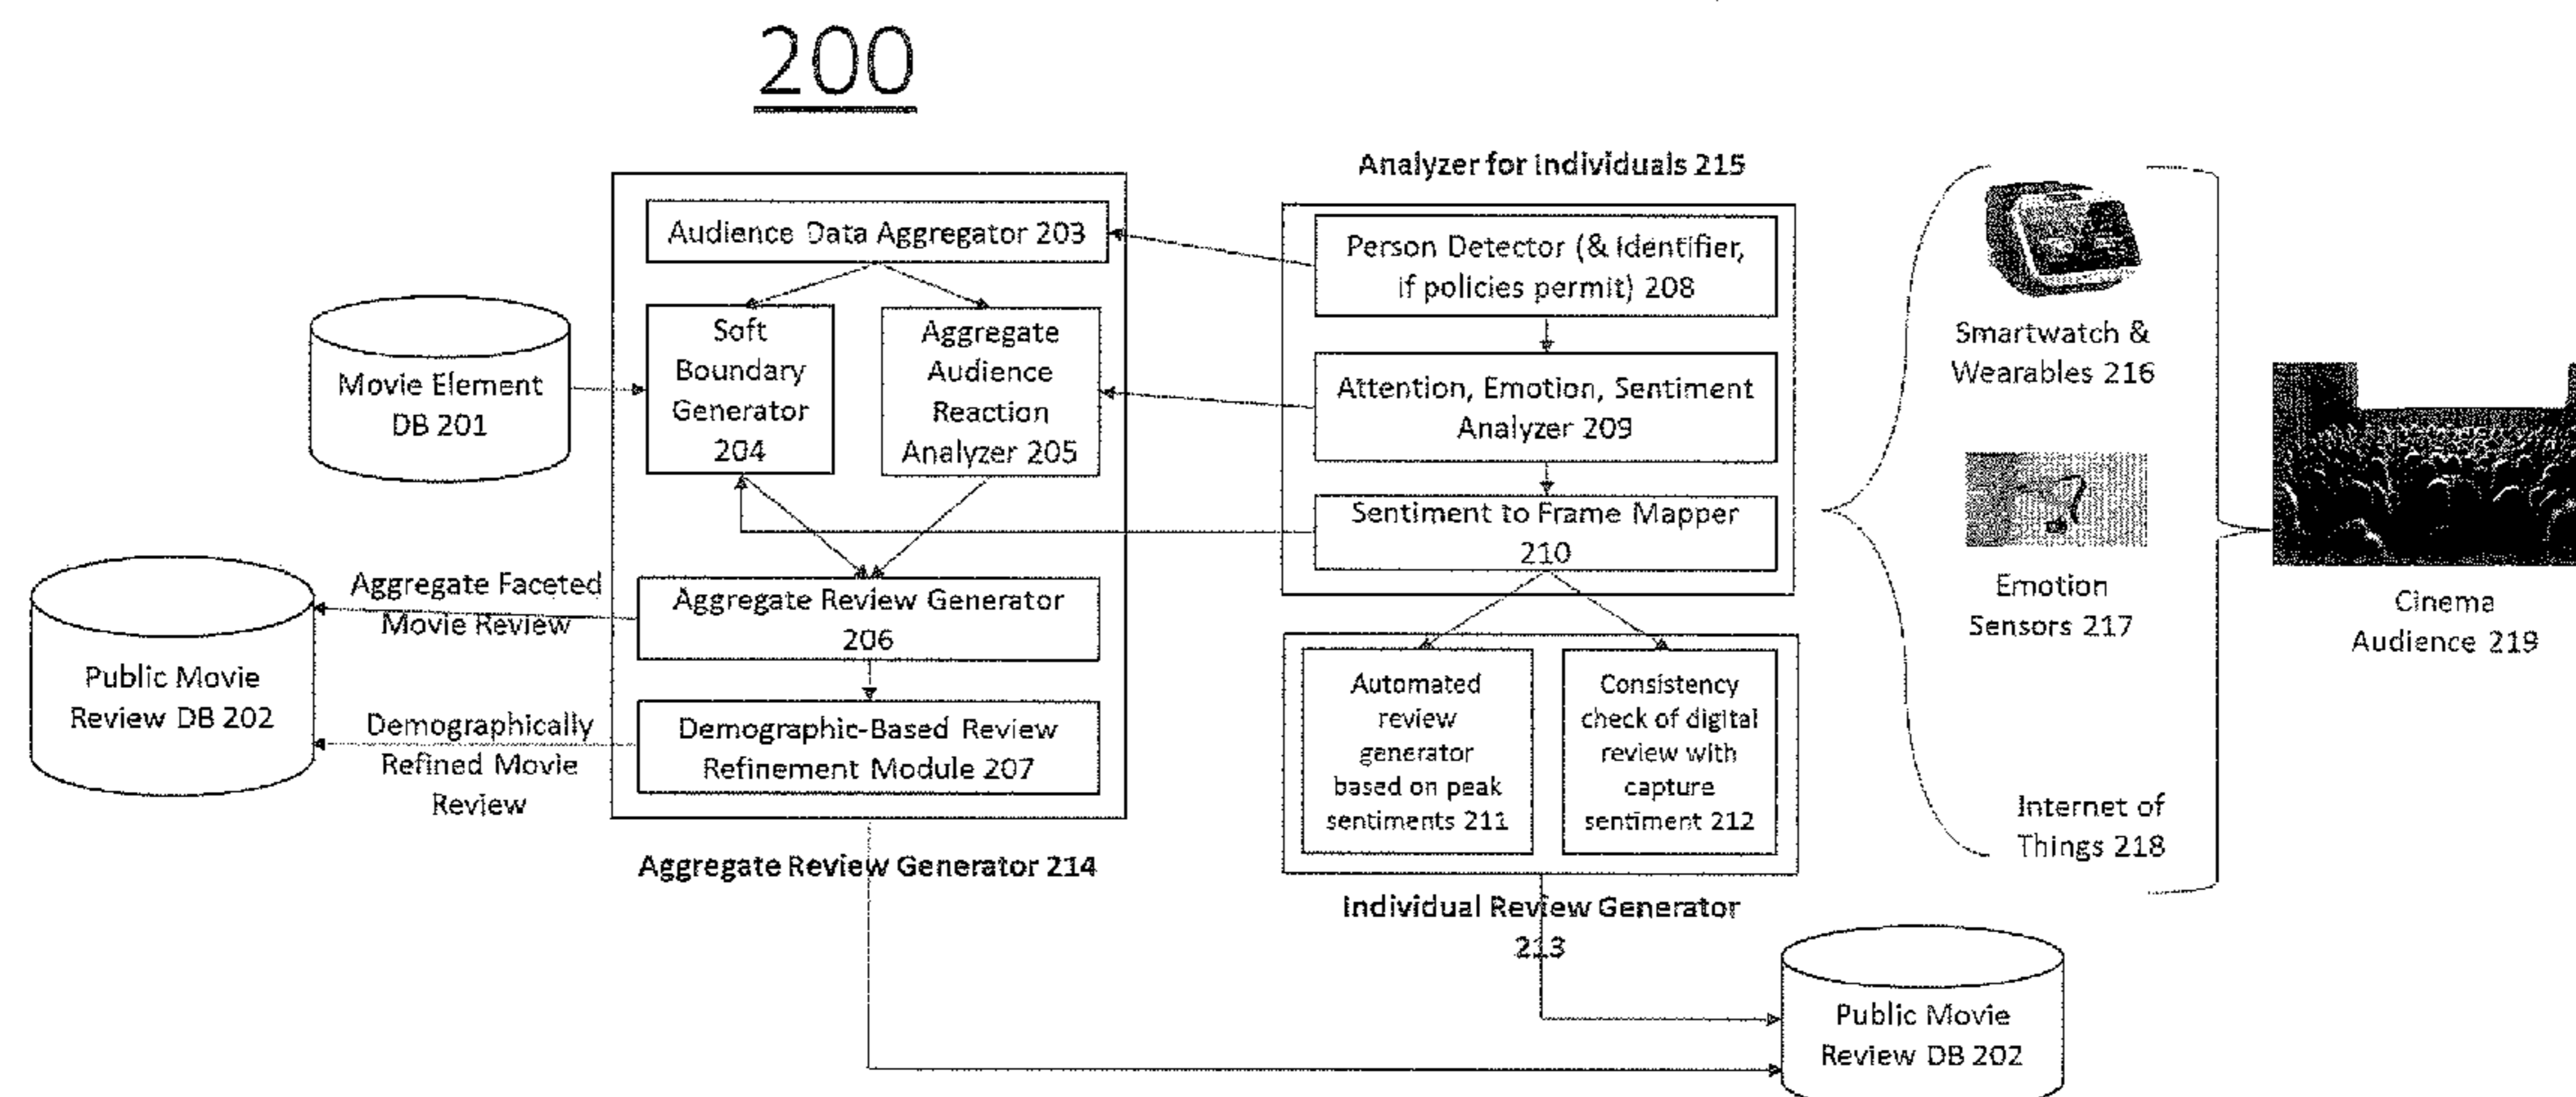 200
Audience Data Aggregator 203
Soft
Boundary
Generator
204
Aggregate
Audience
Reaction
Analyzer 205
Movie Element
DB 201
Aggregate Review Generator
206
Demographic-Based Review
Refinement Module 207
Aggregate Faceted
Movie Review
Demographically
Refined Movie
Review
Public Movie
Review DB 202
Aggregate Review Generator 214
Analyzer for Individuals 215
Person Detector (& Identifier,
if policies permit) 208
Attention, Emotion, Sentiment
Analyzer 209
Sentiment to Frame Mapper
210
Automated
review
generator
based on peak
sentiments 211
Consistency
check of digital
review with
capture
sentiment 212
Individual Review Generator
213
Smartwatch &
Wearables 216
Emotion
Sensors 217
Internet of
Things 218
Cinema
Audience 219
Public Movie
Review DB 202